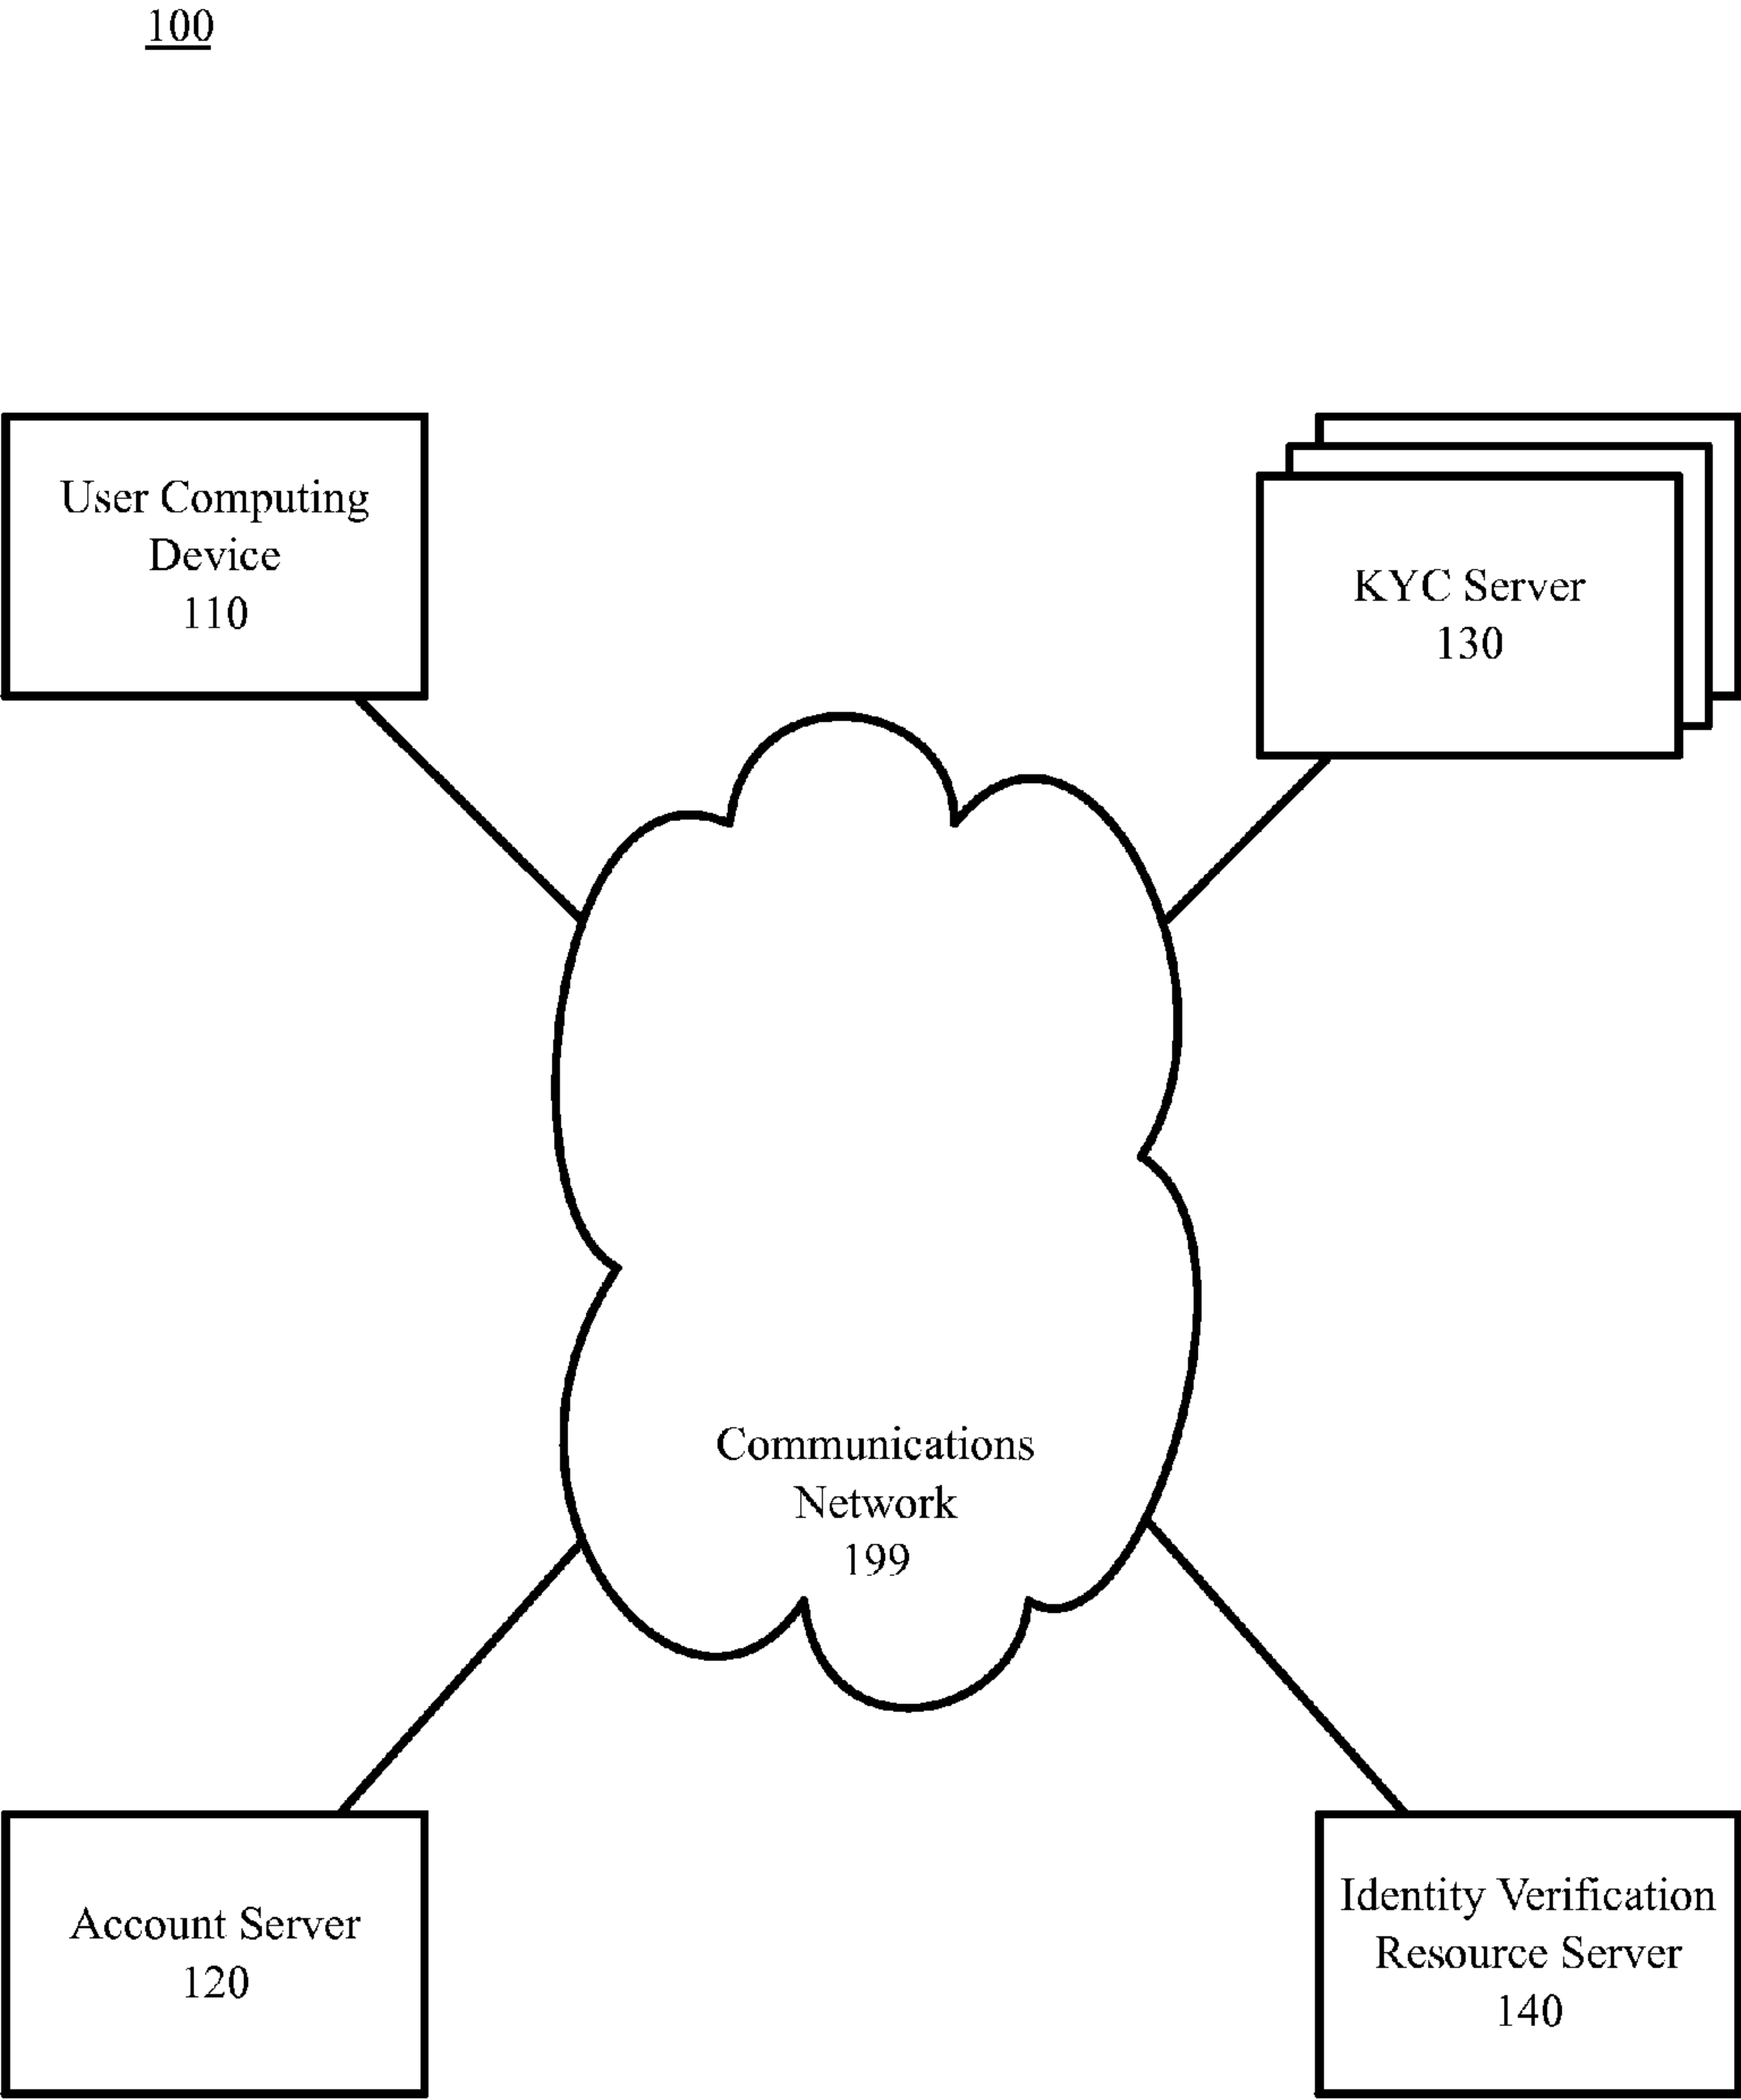 100
User Computing
Device
110
KYC Server
130
Communications
Network
199
Account Server
120
Identity Verification
Resource Server
140